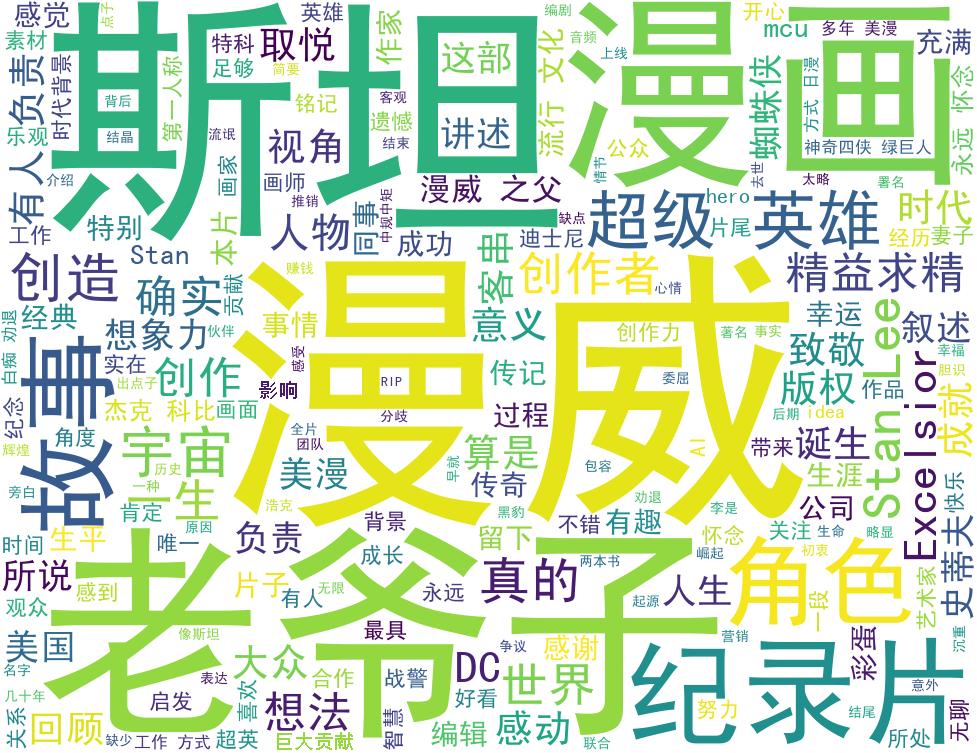 感觉
点子
英雄
作家
编剧
开心
mcu
多年 美漫
素材
特科
取悦
这部
音频
上线
充满
负责
时代背景
足够
文化
蜘蛛侠
日漫
怀念
斯坦
漫画
背后
第一人称
铭记
简要
客观
讲述
流行
公众
方式
永远
乐观
结晶
流氓
视角
遗憾
结束
情节
神奇四侠 绿巨人
有人
介绍
画家
画师
推销
漫威 之父
去世
太略
署名
工作
特别
本片
人物
同事
中规中矩
成功
缺点
迪士尼
超级
hero
片尾
英雄
时代
经历
妻子
Stan
客串
创作者
心情
精益求精
创造
确实
贡献
赚钱
漫威
劝退
经典
想象力
伙伴
事情
意义
创作力
著名
事实
幸运
叙述
白痴
故事
实在
出点子
创作
感受
影响
RIP
传记
委屈
致敬
版权
作品
Stan Lee
Excelsior
幸福
胆识
纪念
杰克 科比
画面
分歧
过程
后期
idea
成就
辉煌
角度
宇宙
全片
团队
算是
早就
包容
AI
带来
诞生
旁白
历史
一种
一生
美漫
传奇
生涯
浩克
黑豹
劝退
李是
公司
肯定
原因
背景
不错
有趣
怀念
关注
生命
略显
快乐
时间
生平
唯一
负责
成长
留下
两本书
崛起
初衷
史蒂夫
所说
感到
片子
有人
无限
永远
真的
起源
人生
角色
一段
艺术家
观众
老爷子
像斯坦
最具
争议
营销
沉重
美国
大众
合作
战警
DC
感谢
世界
纪录片
彩蛋
名字
表达
喜欢
好看
努力
意外
无聊
几十年
启发
想法
智慧
编辑
感动
结尾
关系
回顾
缺少
工作 方式
超英
巨大贡献
联合
所处